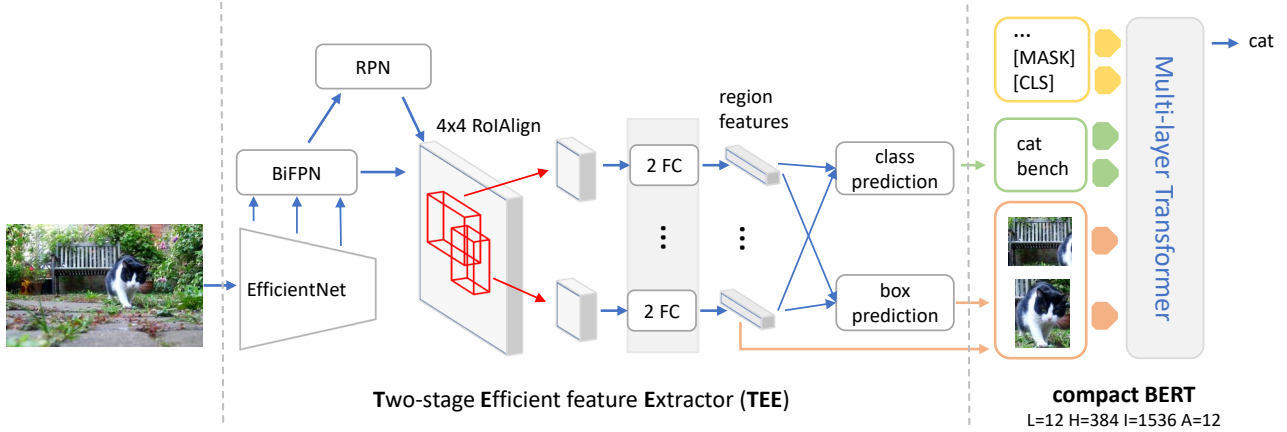 RPN
BiFPN
EfficientNet
4x4 RoIAlign
2 FC
⋮
2 FC
region
features
⋮
class
prediction
box
prediction
Two-stage Efficient feature Extractor (TEE)
...
[MASK]
[CLS]
cat
bench
Multi-layer Transformer
cat
compact BERT
L=12 H=384 I=1536 A=12